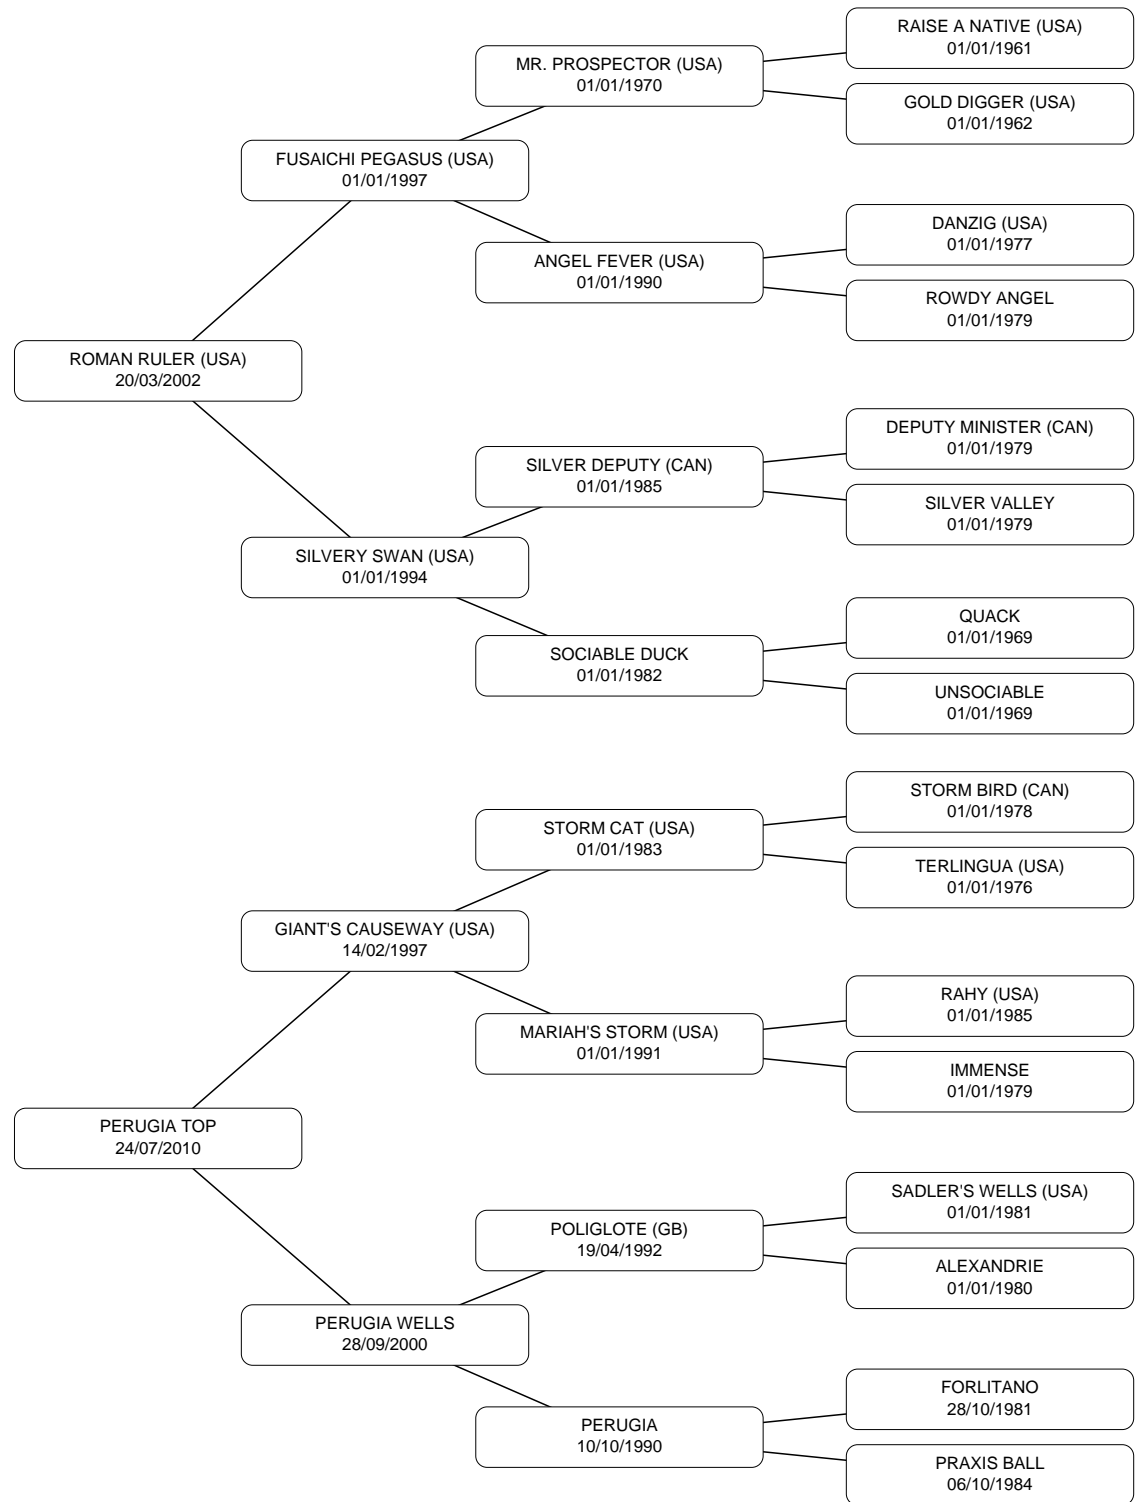 RAISE A NATIVE (USA)
01/01/1961
MR. PROSPECTOR (USA)
01/01/1970
GOLD DIGGER (USA)
01/01/1962
FUSAICHI PEGASUS (USA)
01/01/1997
DANZIG (USA)
01/01/1977
ANGEL FEVER (USA)
01/01/1990
ROWDY ANGEL
01/01/1979
ROMAN RULER (USA)
20/03/2002
DEPUTY MINISTER (CAN)
01/01/1979
SILVER DEPUTY (CAN)
01/01/1985
SILVER VALLEY
01/01/1979
SILVERY SWAN (USA)
01/01/1994
QUACK
01/01/1969
SOCIABLE DUCK
01/01/1982
UNSOCIABLE
01/01/1969
STORM BIRD (CAN)
01/01/1978
STORM CAT (USA)
01/01/1983
TERLINGUA (USA)
01/01/1976
GIANT'S CAUSEWAY (USA)
14/02/1997
RAHY (USA)
01/01/1985
MARIAH'S STORM (USA)
01/01/1991
IMMENSE
01/01/1979
PERUGIA TOP
24/07/2010
SADLER'S WELLS (USA)
01/01/1981
POLIGLOTE (GB)
19/04/1992
ALEXANDRIE
01/01/1980
PERUGIA WELLS
28/09/2000
FORLITANO
28/10/1981
PERUGIA
10/10/1990
PRAXIS BALL
06/10/1984